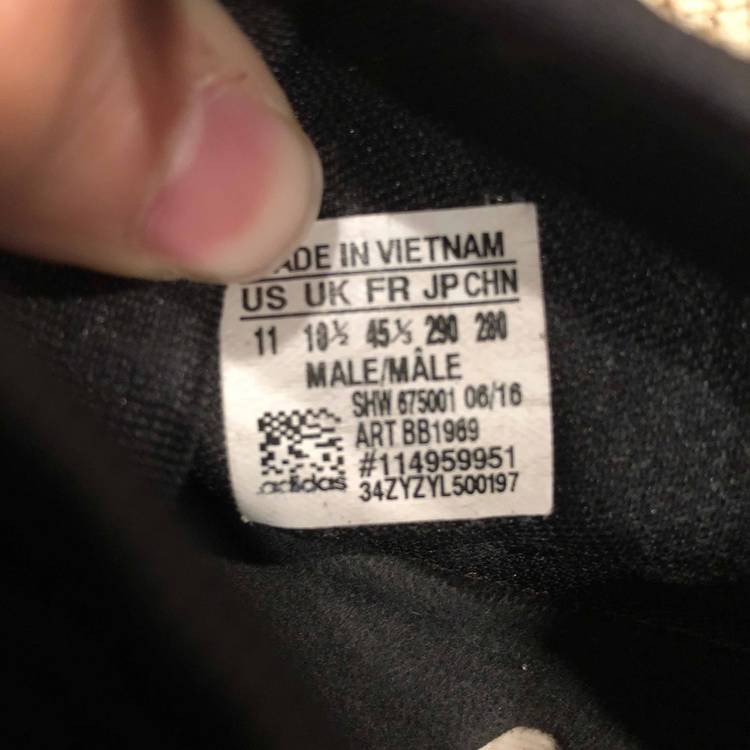 ADE IN VIETNAM
US UK FR JP CHN
11 10½ 45⅓ 290 280
MALE/MÂLE
SHW 675001 06/16
ART BB1969
#114959951
34ZYZYL500197
adidas